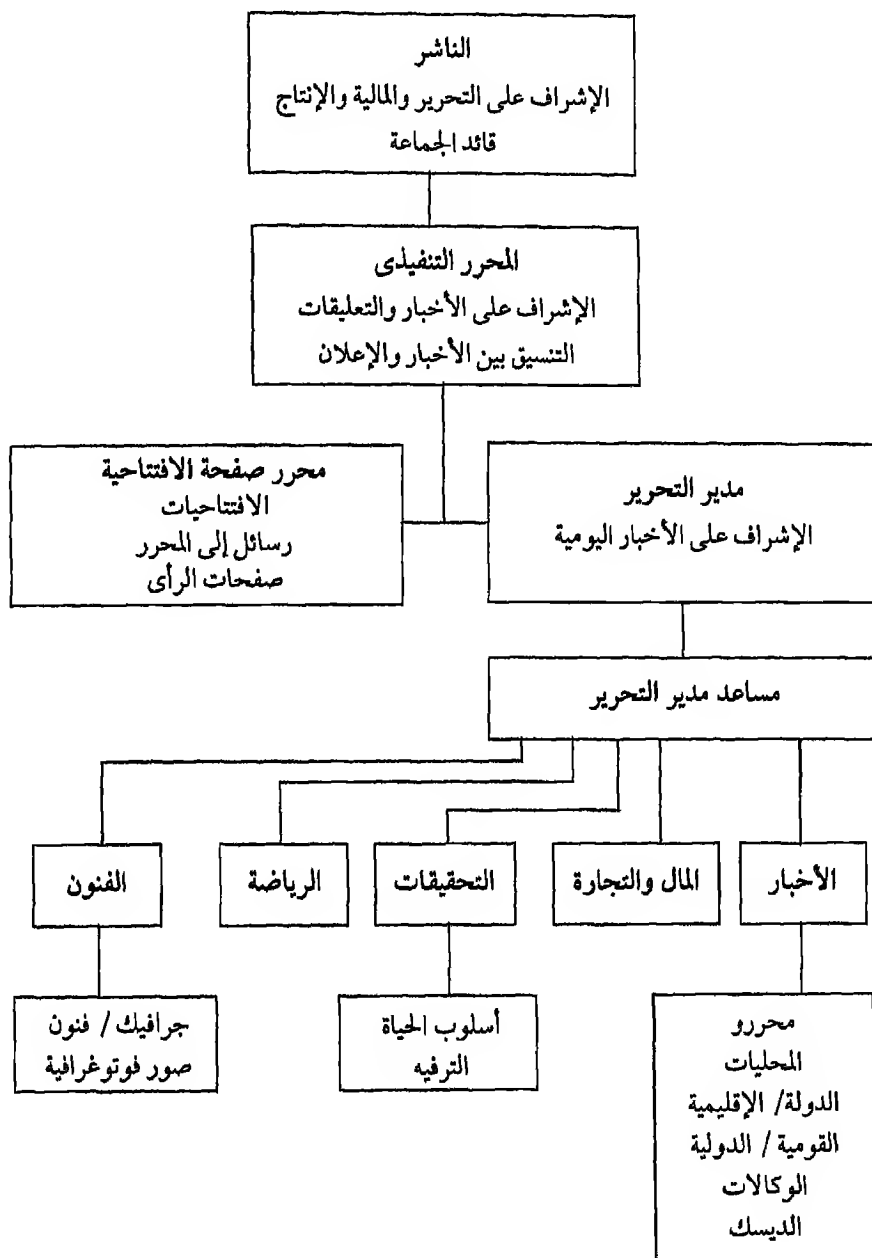 الناشر
الإشراف على التحرير والمالية والإنتاج
قائد الجماعة
المحرر التنفيذى
الإشراف على الأخبار والتعليقات
التنسيق بين الأخبار والإعلان
مدير التحرير
الإشراف على الأخبار اليومية
محرر صفحة الافتتاحية
الافتتاحيات
رسائل إلى المحرر
صفحات الرأى
مساعد مدير التحرير
الأخبار
المال والتجارة
التحقيقات
الرياضة
الفنون
محررو
المحليات
الدولة/ الإقليمية
القومية / الدولية
الوكالات
الديسك
أسلوب الحياة
الترفيه
جرافيك / فنون
صور فوتوغرافية